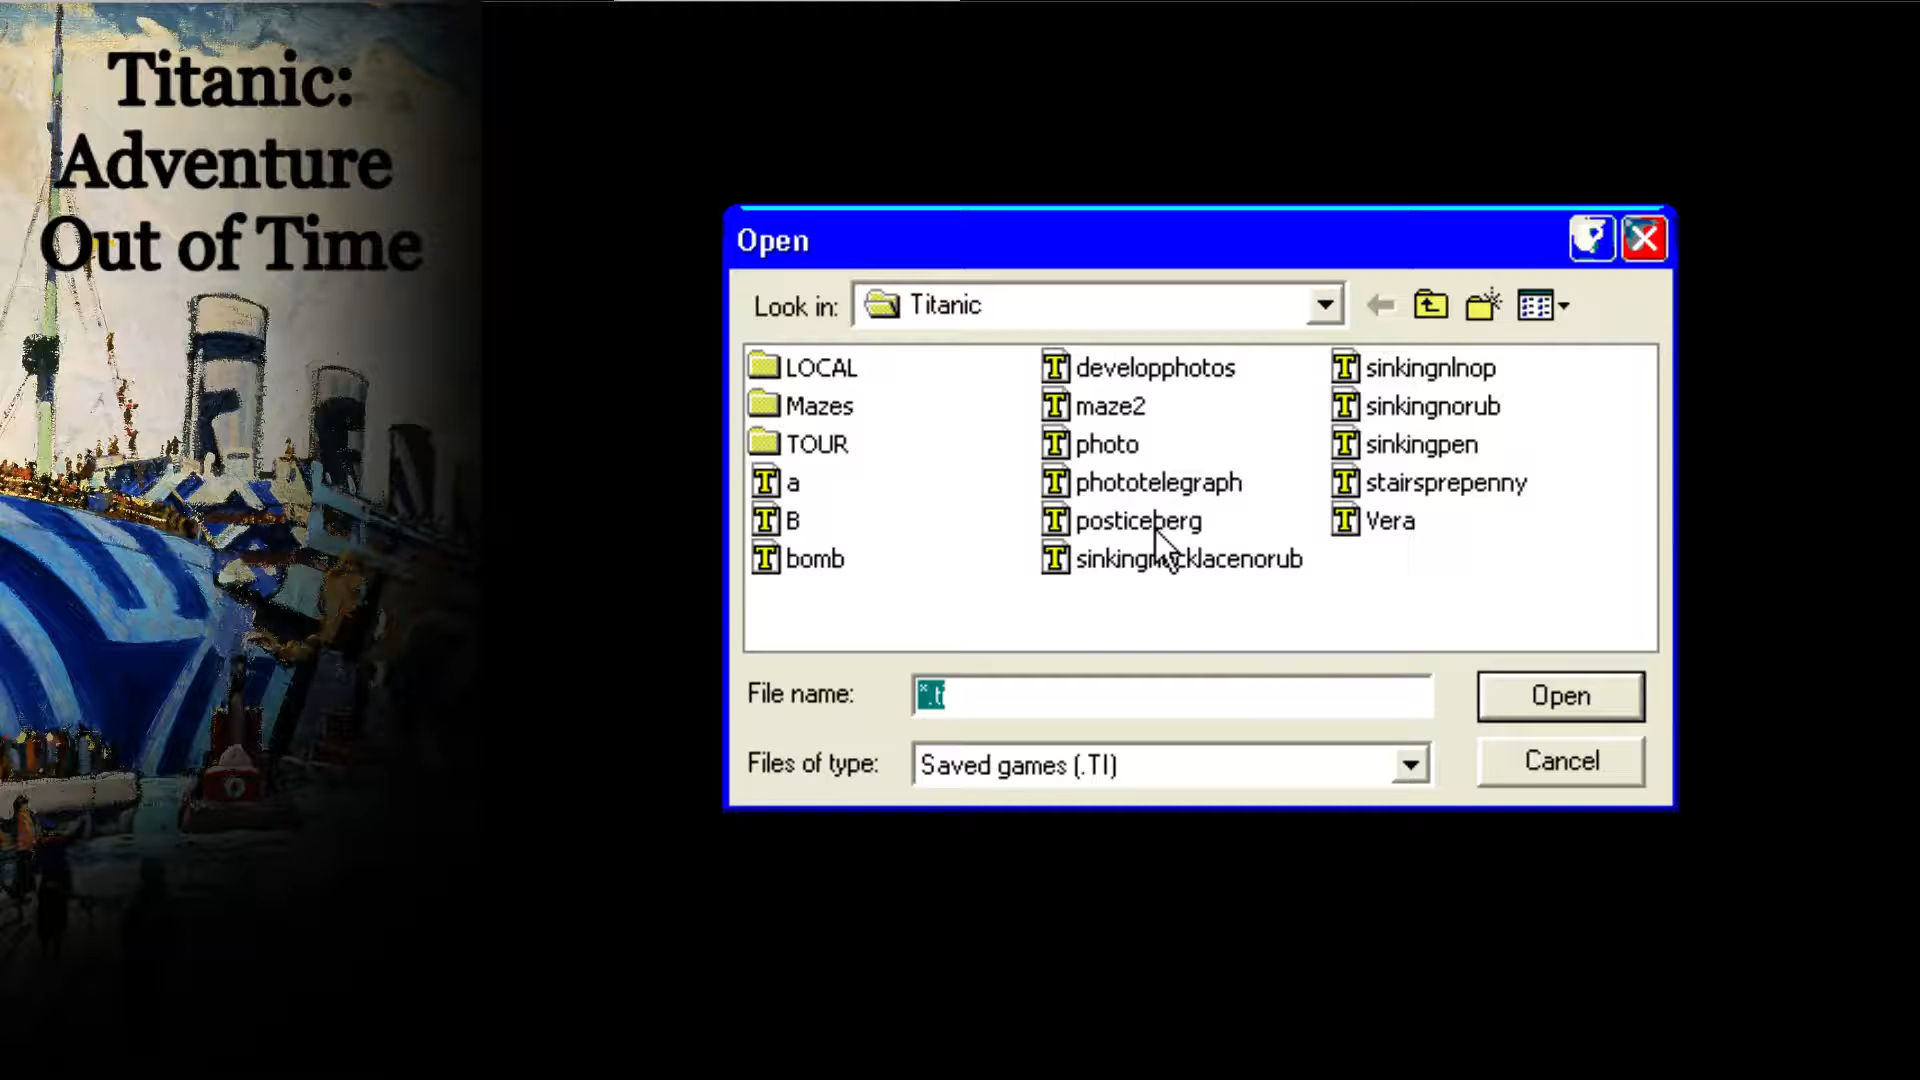 Titanic:
Adventure
Out of Time
Open
Look in: Titanic
LOCAL
Mazes
TOUR
a
B
bomb
developphotos
maze2
photo
phototelegraph
posticeberg
sinkingnecklacenorub
sinkingnlnop
sinkingnorub
sinkingpen
stairsprepenny
Vera
File name: *.t
Open
Files of type: Saved games (.TI)
Cancel